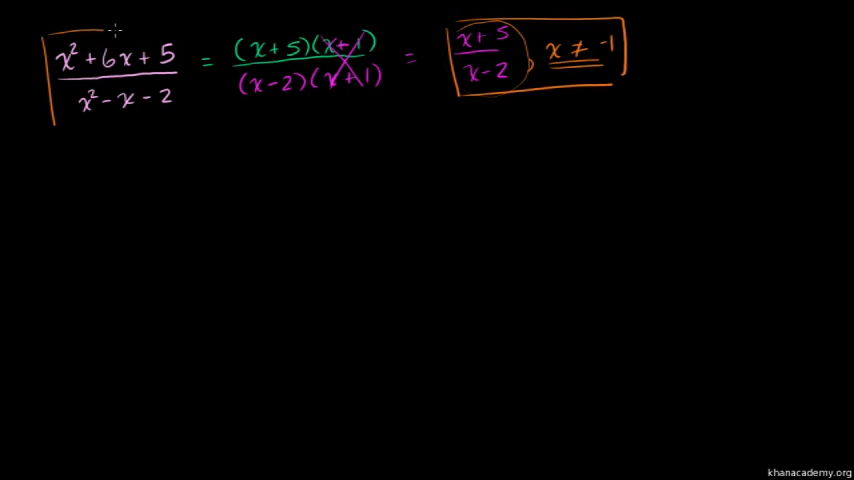 x² + 6x + 5 / x² - x - 2 = (x + 5)(x + 1) / (x - 2)(x + 1) = x + 5 / x - 2 , x ≠ -1
khanacademy.org